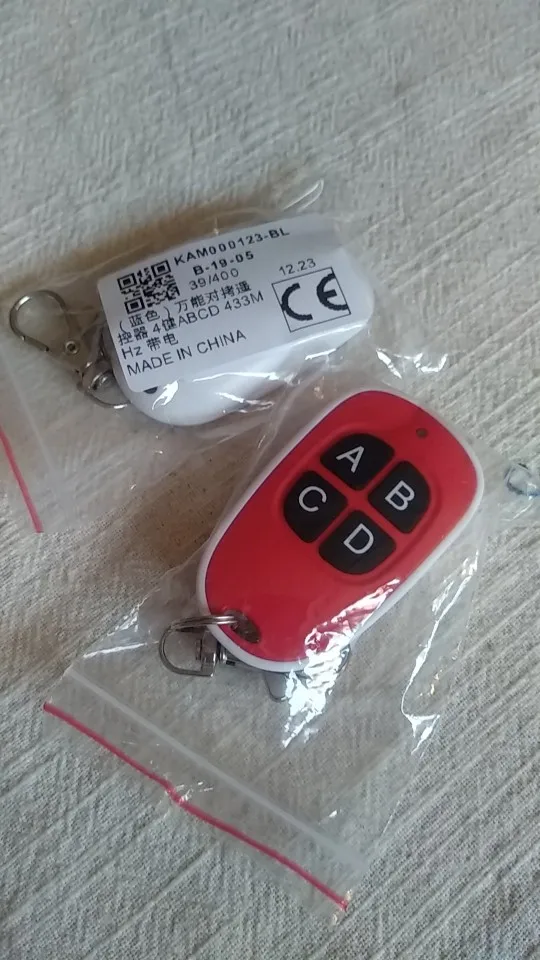 KAM000123-BL
B-19-05
39/400
12.23
CE
(蓝色)万能对拷遥
控器 4键ABCD 433M
Hz 带电
MADE IN CHINA
A
B
C
D